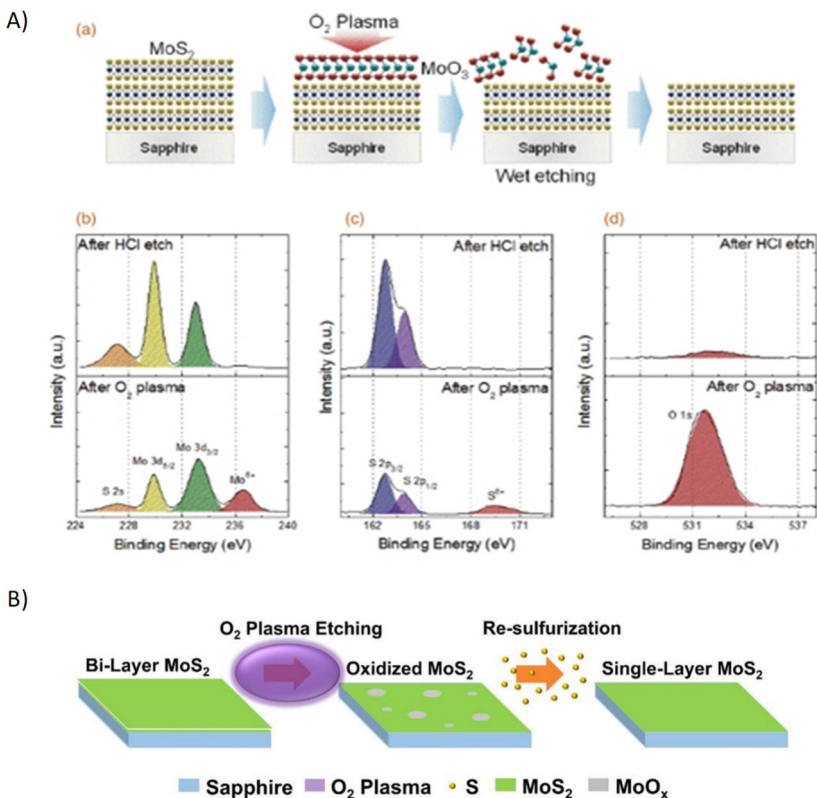 A)
(a)
MoS2
O2 Plasma
MoO3
Sapphire
Sapphire
Sapphire
Sapphire
Wet etching
(b)
After HCl etch
After O2 plasma
S 2s
Mo 3d5/2
Mo 3d3/2
Mo6+
Intensity (a.u.)
224 228 232 236 240
Binding Energy (eV)
(c)
After HCl etch
After O2 plasma
S 2p3/2
S 2p1/2
S6+
Intensity (a.u.)
162 165 168 171
Binding Energy (eV)
(d)
After HCl etch
After O2 plasma
O 1s
Intensity (a.u.)
528 531 534 537
Binding Energy (eV)
B)
O2 Plasma Etching
Re-sulfurization
Bi-Layer MoS2
Oxidized MoS2
Single-Layer MoS2
Sapphire O2 Plasma S MoS2 MoOx